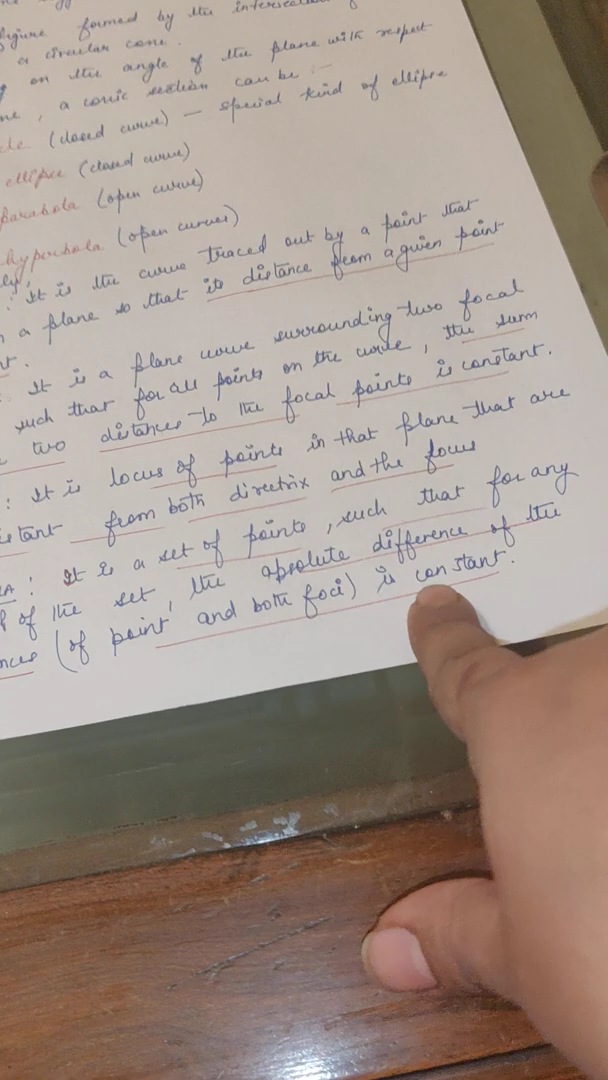 figure formed by the intersection
a circular cone.
on the angle of the plane with respect
, a conic section can be :-
(closed curve) — special kind of ellipse
ellipse (closed curve)
parabola (open curve)
hyperbola (open curves)
: It is the curve traced out by a point that
a plane so that its distance from a given point
: It is a plane curve surrounding two focal
such that for all points on the curve, the sum
two distances to the focal points is constant.
: It is locus of points in that plane that are
from both directrix and the focus
: It is a set of points, such that for any
of the set, the absolute difference of the
(of point and both foci) is constant.